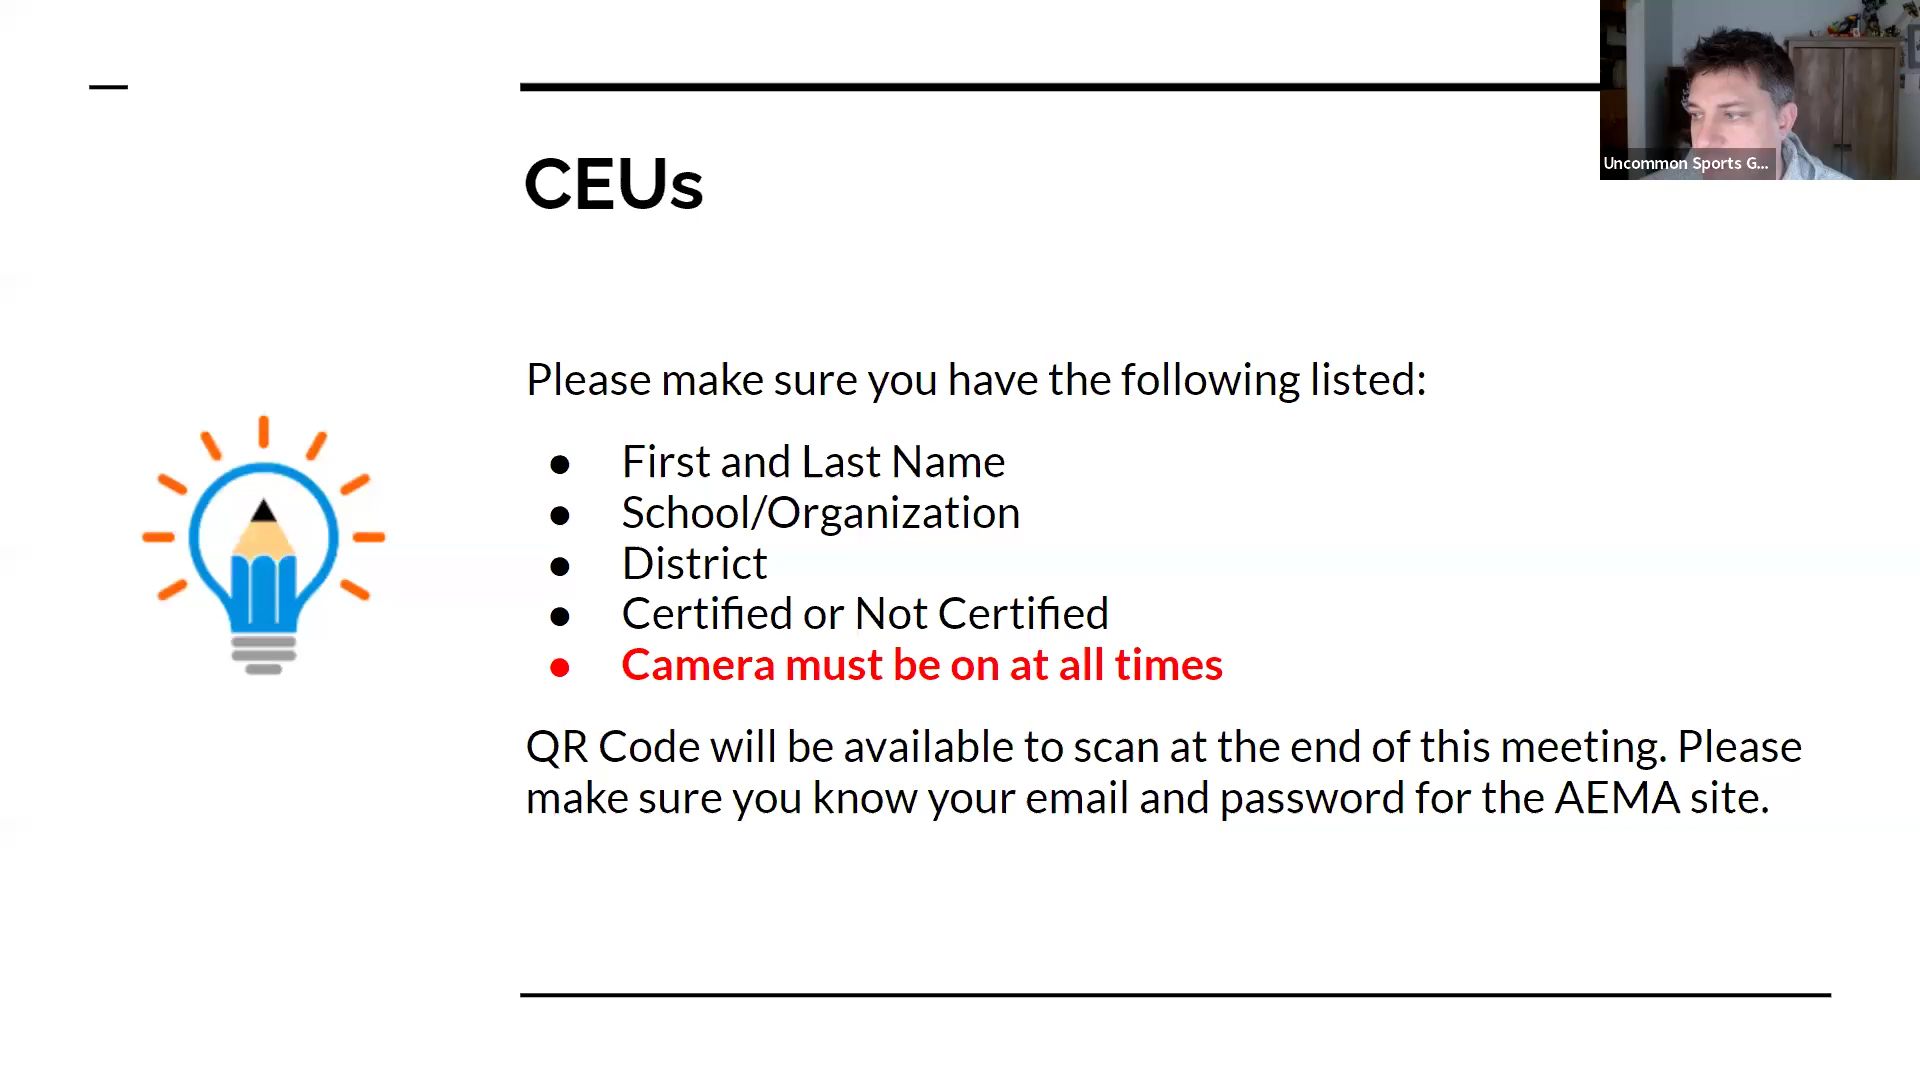 CEUs
Uncommon Sports G...
Please make sure you have the following listed:
● First and Last Name
● School/Organization
● District
● Certified or Not Certified
● Camera must be on at all times
QR Code will be available to scan at the end of this meeting. Please
make sure you know your email and password for the AEMA site.